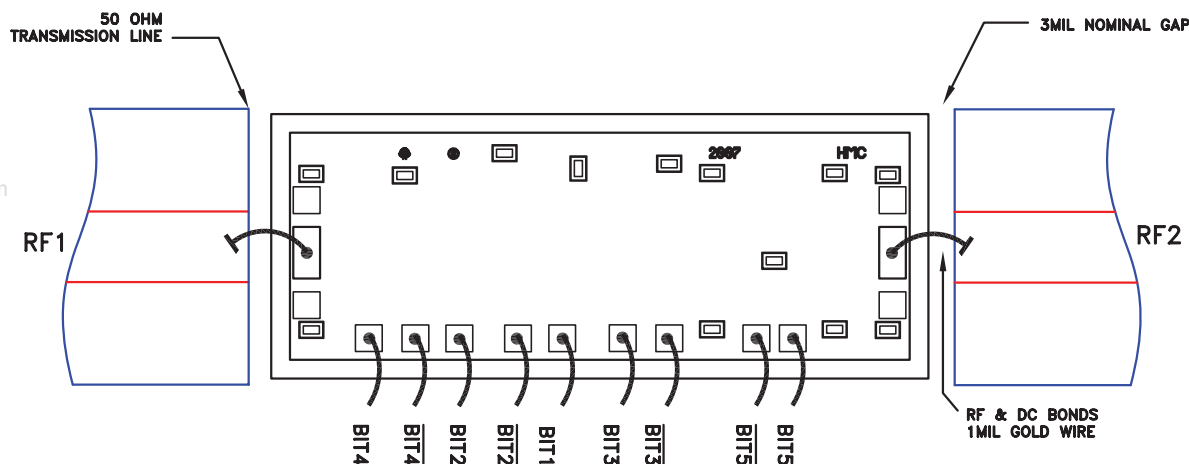 50 OHM
TRANSMISSION LINE
3MIL NOMINAL GAP
2007
HMC
RF1
RF2
BIT4
BIT4
BIT2
BIT2
BIT1
BIT3
BIT3
BIT5
BIT5
RF & DC BONDS
1MIL GOLD WIRE